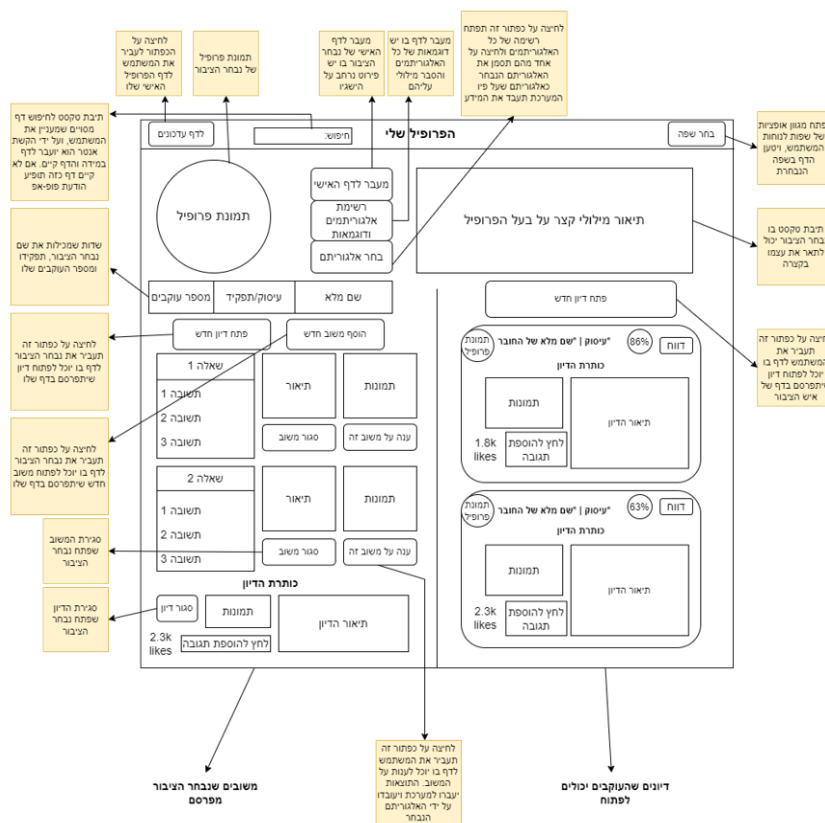 לחיצה על
הכפתור לעביר
את המשתמש
לדף הפרופיל
האישי שלו
תמונת פרופיל
של נבחר הציבור
מעבר לדף
האישי של נבחר
הציבור בו יש
פירוט נרחב על
הישגיו
מעבר לדף בו יש
דוגמאות של כל
האלגוריתמים
והסבר מילולי
עליהם
לחיצה על כפתור זה תפתח
רשימה של כל
האלגוריתמים ולחיצה על
אחד מהם תסמן את
האלגוריתם הנבחר
כאלגוריתם שעל פיו
המערכת תעבד את המידע
תיבת טקסט לחיפוש דף
מסויים שמעניין את
המשתמש, ועל ידי הקשת
אנטר הוא יועבר לדף
במידה והדף קיים. אם לא
קיים דף כזה תופיע
הודעת פופ-אפ
פתח מגוון אופציות
של שפות לנוחות
המשתמש, ויטען
הדף בשפה
הנבחרת
בחר שפה
הפרופיל שלי
חיפוש:
לדף עדכונים
תיאור מילולי קצר על בעל הפרופיל
מעבר לדף האישי
רשימת
אלגוריתמים
ודוגמאות
בחר אלגוריתם
תמונת פרופיל
תיבת טקסט בו
נבחר הציבור יכול
לתאר את עצמו
בקצרה
שדות שמכילות את שם
נבחר הציבור, תפקידו
ומספר העוקבים שלו
שם מלא
עיסוק/תפקיד
מספר עוקבים
פתח דיון חדש
הוסף משוב חדש
פתח דיון חדש
לחיצה על כפתור זה
תעביר את נבחר הציבור
לדף בו יוכל לפתוח דיון
שיתפרסם בדף שלו
לחיצה על כפתור זה
תעביר את
המשתמש לדף בו
יוכל לפתוח דיון
שיתפרסם בדף של
איש הציבור
דווח
86%
"עיסוק | "שם מלא של החובר
תמונת
פרופיל
כותרת הדיון
תיאור הדיון
תמונות
לחץ להוספת
תגובה
1.8k
likes
תמונות
תיאור
שאלה 1
תשובה 1
תשובה 2
תשובה 3
ענה על משוב זה
סגור משוב
לחיצה על כפתור זה
תעביר את נבחר הציבור
לדף בו יוכל לפתוח משוב
חדש שיתפרסם בדף שלו
תמונות
תיאור
שאלה 2
תשובה 1
תשובה 2
תשובה 3
ענה על משוב זה
סגור משוב
דווח
63%
"עיסוק | "שם מלא של החובר
תמונת
פרופיל
כותרת הדיון
תיאור הדיון
תמונות
לחץ להוספת
תגובה
2.3k
likes
סגירת המשוב
שפתח נבחר
הציבור
כותרת הדיון
תיאור הדיון
תמונות
סגור דיון
לחץ להוספת תגובה
2.3k
likes
סגירת הדיון
שפתח נבחר
הציבור
לחיצה על כפתור זה
תעביר את המשתמש
לדף בו יוכל לענות על
המשוב. התוצאות
יעברו למערכת ויעובדו
על ידי האלגוריתם
הנבחר
דיונים שהעוקבים יכולים
לפתוח
משובים שנבחר הציבור
מפרסם